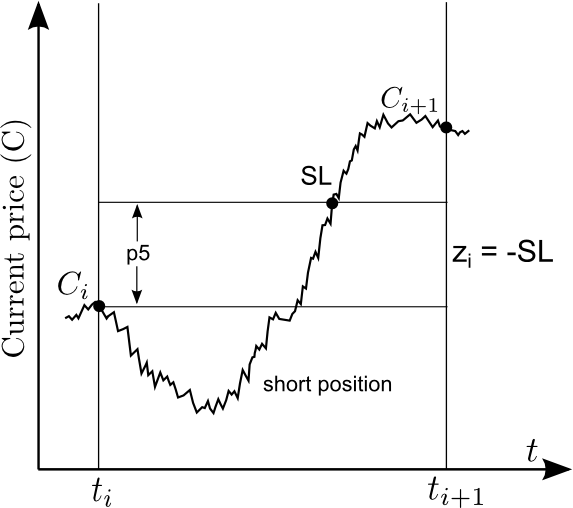 Current price (C)
C_{i+1}
SL
p5
z_i = -SL
C_i
short position
t
t_i
t_{i+1}